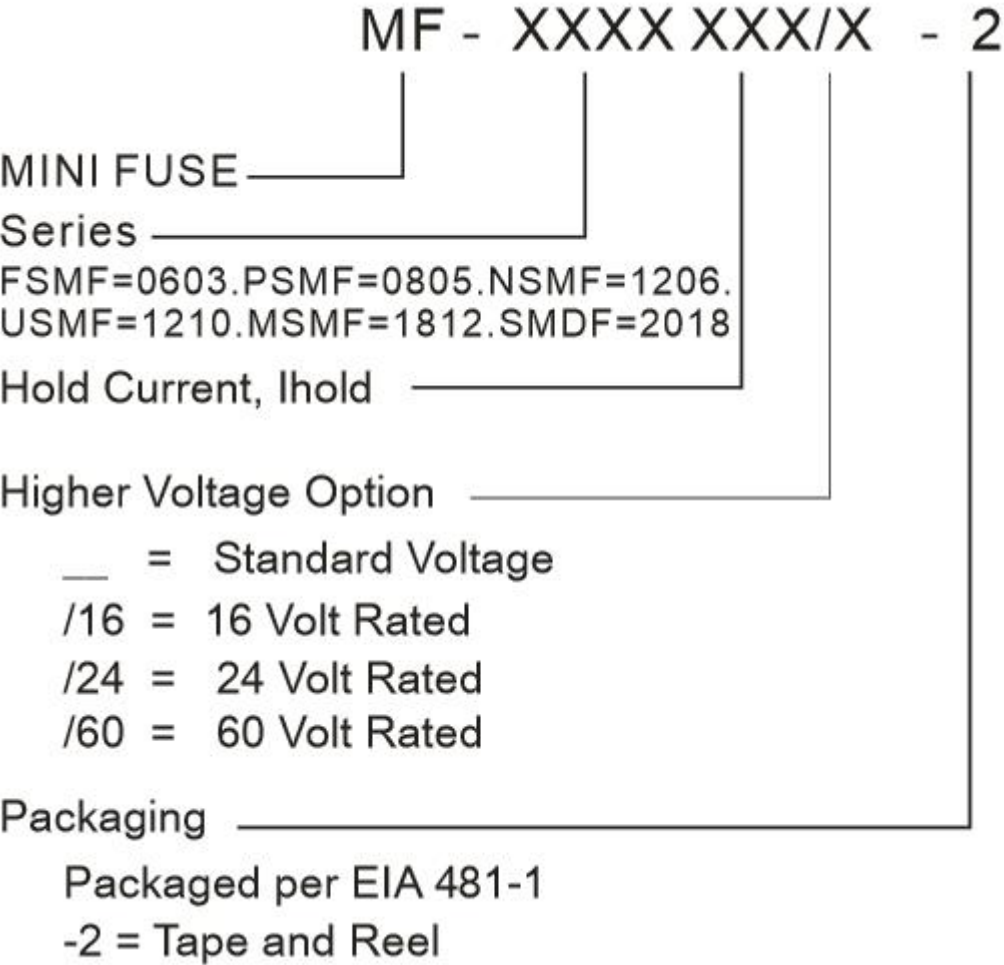 MF - XXXX XXX/X - 2
MINI FUSE
Series
FSMF=0603.PSMF=0805.NSMF=1206.
USMF=1210.MSMF=1812.SMDF=2018
Hold Current, Ihold
Higher Voltage Option
__ = Standard Voltage
/16 = 16 Volt Rated
/24 = 24 Volt Rated
/60 = 60 Volt Rated
Packaging
Packaged per EIA 481-1
-2 = Tape and Reel